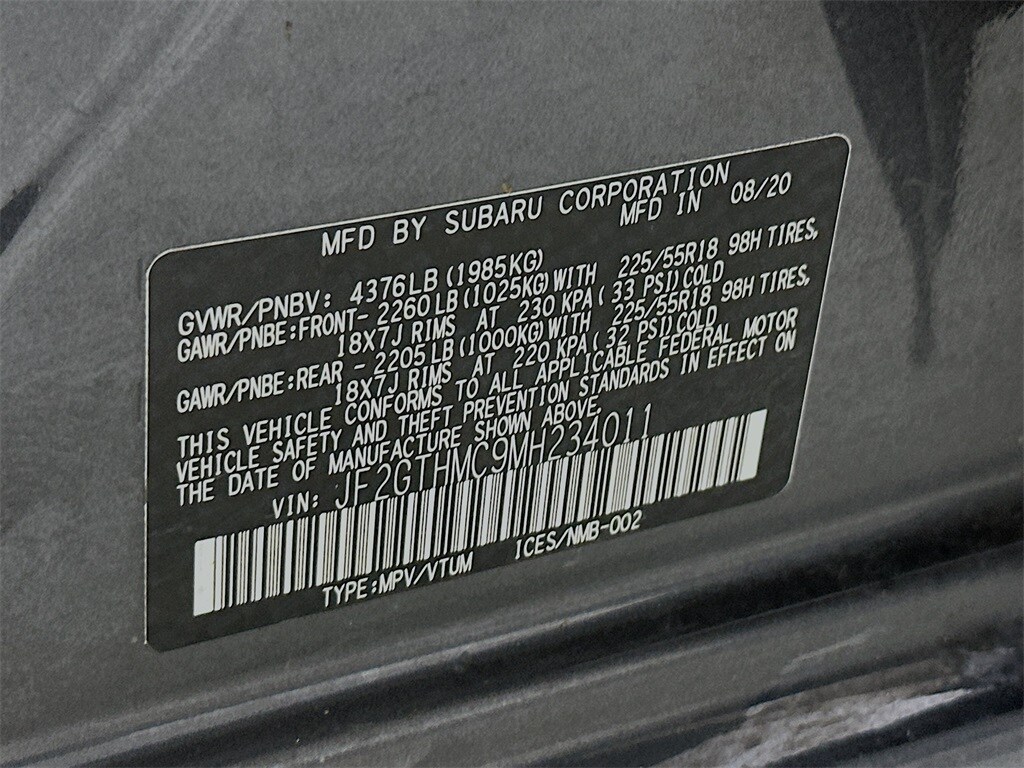 MFD BY SUBARU CORPORATION
MFD IN 08/20
GVWR/PNBV: 4376LB(1985KG)
GAWR/PNBE:FRONT- 2260LB(1025KG)WITH 225/55R18 98H TIRES,
18X7J RIMS AT 230 KPA( 33 PSI)COLD
GAWR/PNBE:REAR - 2205LB(1000KG)WITH 225/55R18 98H TIRES,
18X7J RIMS AT 220 KPA( 32 PSI)COLD
THIS VEHICLE CONFORMS TO ALL APPLICABLE FEDERAL MOTOR
VEHICLE SAFETY AND THEFT PREVENTION STANDARDS IN EFFECT ON
THE DATE OF MANUFACTURE SHOWN ABOVE.
VIN: JF2GTHMC9MH234011
TYPE:MPV/VTUM ICES/NMB-002